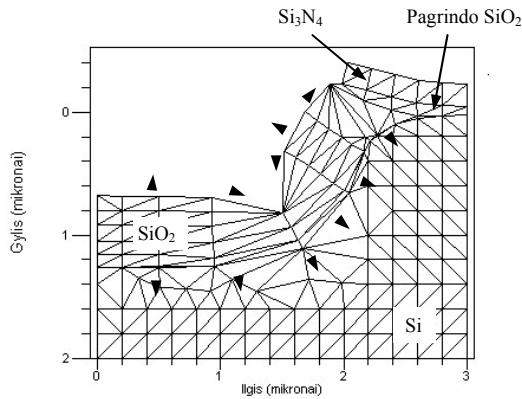 Si₃N₄
Pagrindo SiO₂
0
1
2
Gylis (mikronai)
SiO₂
Si
0
1
2
3
Ilgis (mikronai)